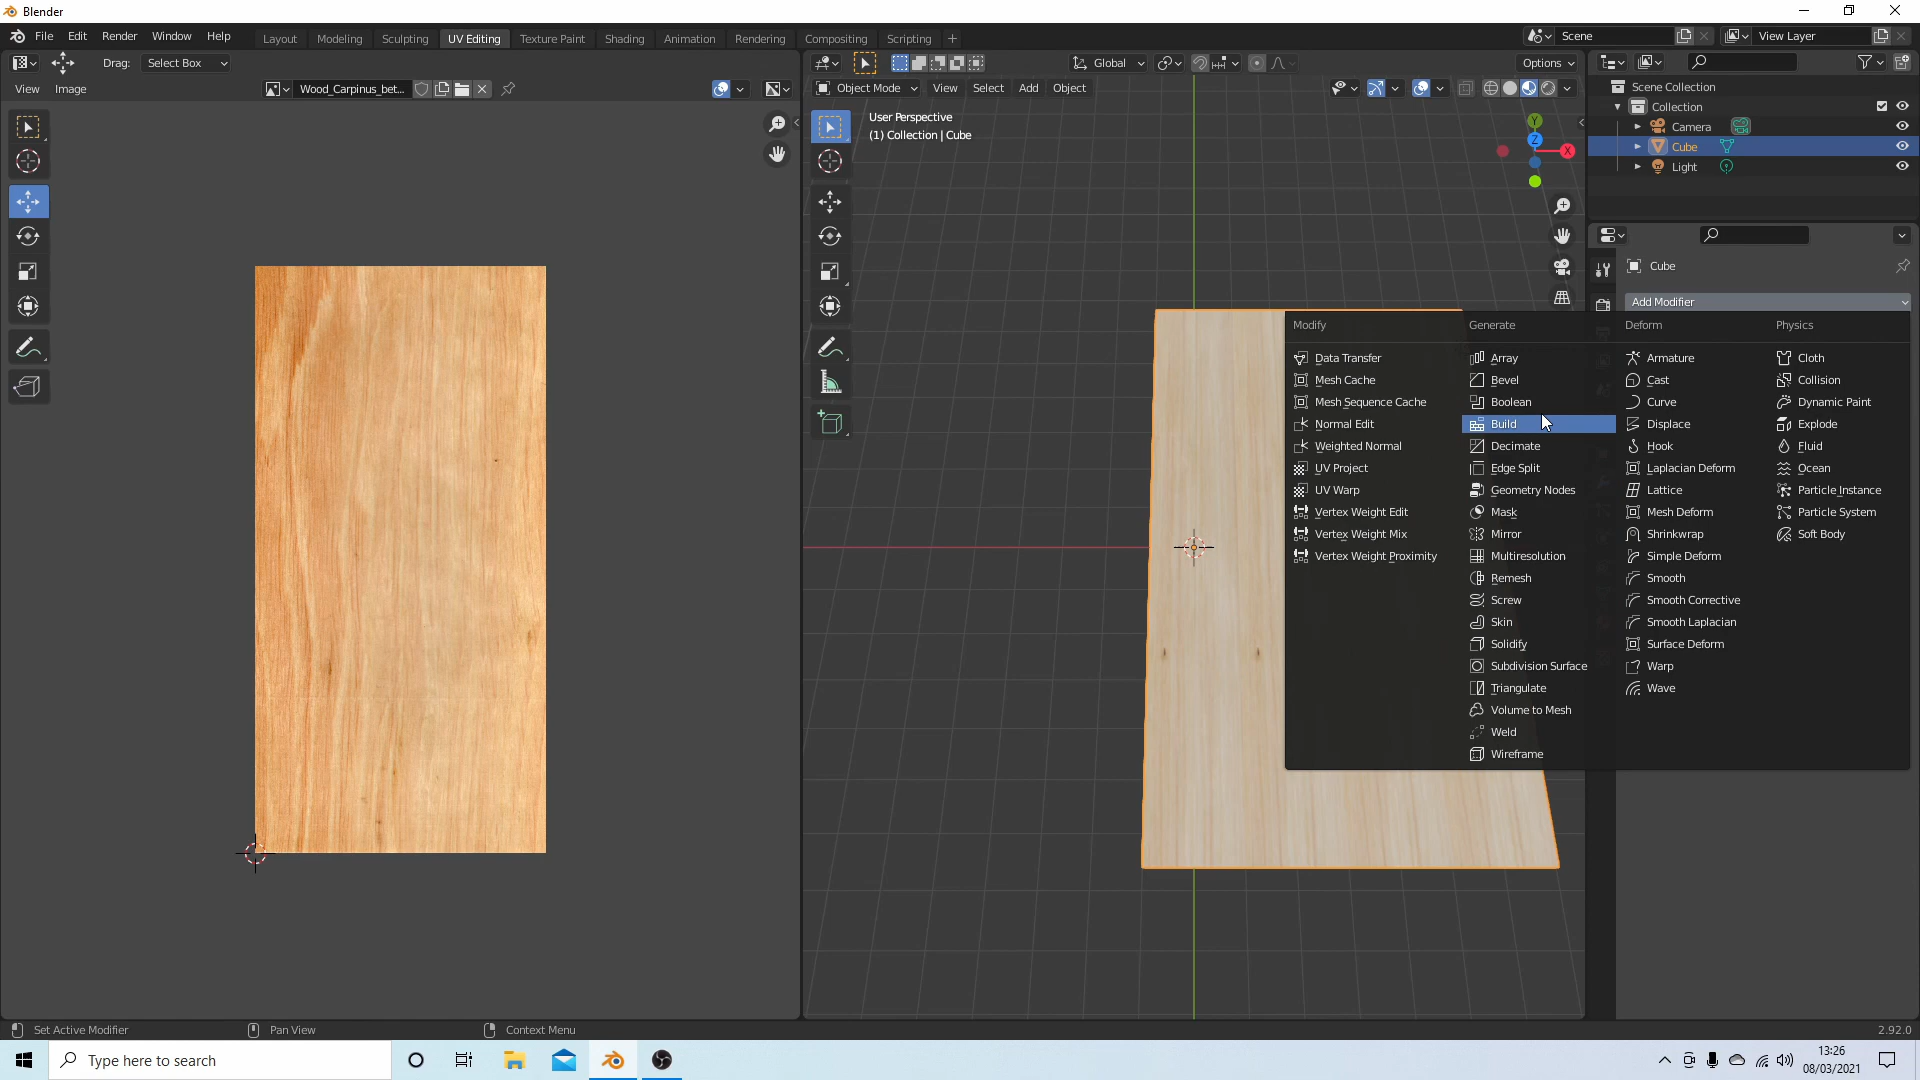 Blender
File Edit Render Window Help
Layout Modeling Sculpting UV Editing Texture Paint Shading Animation Rendering Compositing Scripting +
Scene
View Layer
Drag: Select Box
Global
Options
View Image
Wood_Carpinus_bet...
Object Mode View Select Add Object
User Perspective
(1) Collection | Cube
Y
Z
X
Scene Collection
Collection
Camera
Cube
Light
Cube
Add Modifier
Modify
Data Transfer
Mesh Cache
Mesh Sequence Cache
Normal Edit
Weighted Normal
UV Project
UV Warp
Vertex Weight Edit
Vertex Weight Mix
Vertex Weight Proximity
Generate
Array
Bevel
Boolean
Build
Decimate
Edge Split
Geometry Nodes
Mask
Mirror
Multiresolution
Remesh
Screw
Skin
Solidify
Subdivision Surface
Triangulate
Volume to Mesh
Weld
Wireframe
Deform
Armature
Cast
Curve
Displace
Hook
Laplacian Deform
Lattice
Mesh Deform
Shrinkwrap
Simple Deform
Smooth
Smooth Corrective
Smooth Laplacian
Surface Deform
Warp
Wave
Physics
Cloth
Collision
Dynamic Paint
Explode
Fluid
Ocean
Particle Instance
Particle System
Soft Body
Set Active Modifier
Pan View
Context Menu
2.92.0
Type here to search
13:26
08/03/2021